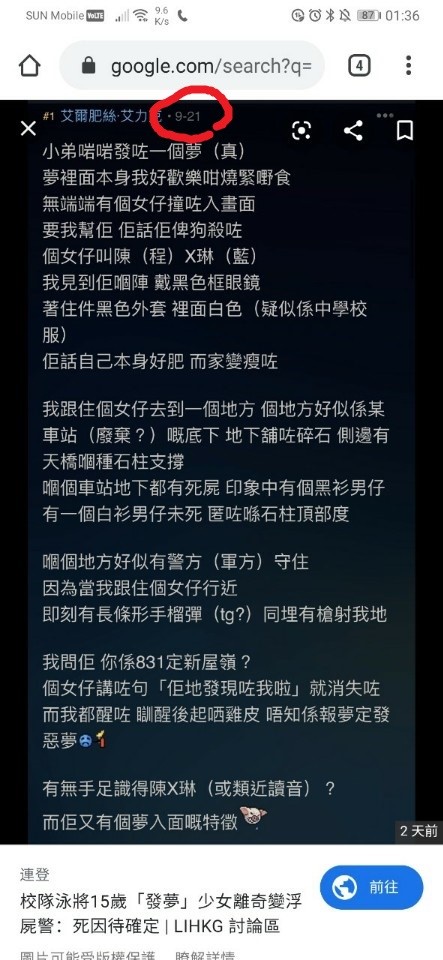 SUN Mobile VoLTE 9.6 K/s 87 01:36
google.com/search?q= 4
#1 艾爾肥絲·艾力克 • 9-21
小弟啱啱發咗一個夢（真）
夢裡面本身我好歡樂咁燒緊嘢食
無端端有個女仔撞咗入畫面
要我幫佢 佢話佢俾狗殺咗
個女仔叫陳（程）X琳（藍）
我見到佢嗰陣 戴黑色框眼鏡
著住件黑色外套 裡面白色（疑似係中學校
服）
佢話自己本身好肥 而家變瘦咗
我跟住個女仔去到一個地方 個地方好似係某
車站（廢棄？）嘅底下 地下舖咗碎石 側邊有
天橋嗰種石柱支撐
嗰個車站地下都有死屍 印象中有個黑衫男仔
有一個白衫男仔未死 匿咗喺石柱頂部度
嗰個地方好似有警方（軍方）守住
因為當我跟住個女仔行近
即刻有長條形手榴彈（tg?）同埋有槍射我地
我問佢 你係831定新屋嶺？
個女仔講咗句「佢地發現咗我啦」就消失咗
而我都醒咗 瞓醒後起哂雞皮 唔知係報夢定發
惡夢
有無手足識得陳X琳（或類近讀音）？
而佢又有個夢入面嘅特徵
2 天前
連登
校隊泳將15歲「發夢」少女離奇變浮
屍警：死因待確定 | LIHKG 討論區
前往
圖片可能受版權保護。 瞭解詳情